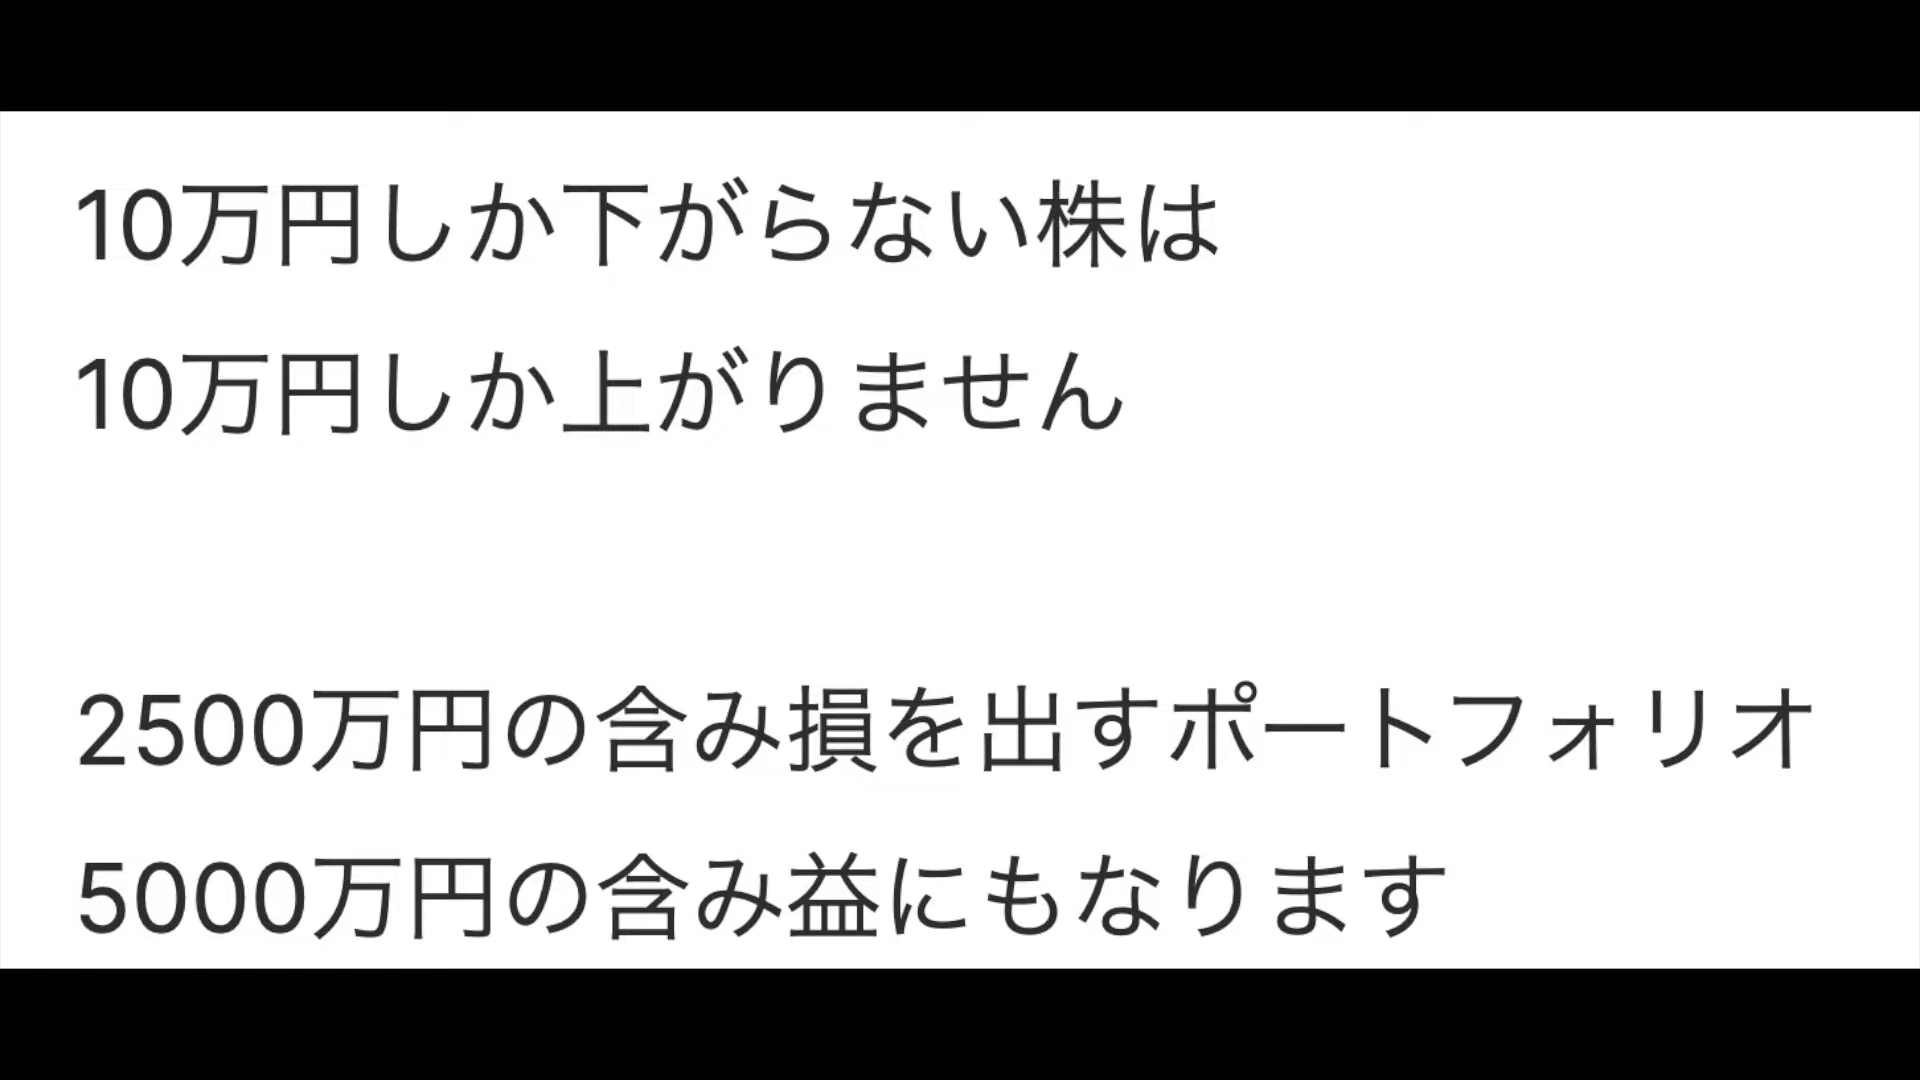 10万円しか下がらない株は
10万円しか上がりません
2500万円の含み損を出すポートフォリオ
5000万円の含み益にもなります